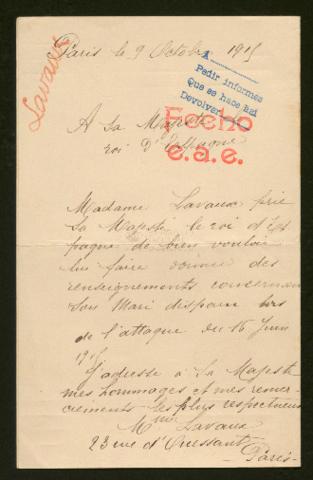 Paris le 9 Octobre 1915
Lavaux
A
Pedir informes
Que se hace
Devolver
Fecho
e.a.e.
A Sa Majesté
roi D'Espagne
Madame Lavaux prie
Sa Majesté le roi d'Es
pagne de bien vouloir
lui faire donner des
renseignements concernant
Son Mari disparu lors
de l'attaque du 16 Juin
1915
J'adresse à Sa Majesté
mes hommages et mes remer-
ciements les plus respectueux
Mme Lavaux
23 rue d'Ouessant
Paris-